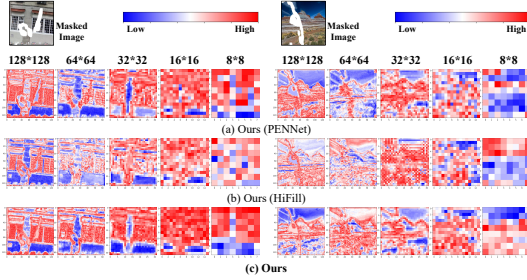 Masked
Image
Low
High
Masked
Image
Low
High
128*128 64*64 32*32 16*16 8*8 128*128 64*64 32*32 16*16 8*8
(a) Ours (PENNet)
(b) Ours (HiFill)
(c) Ours